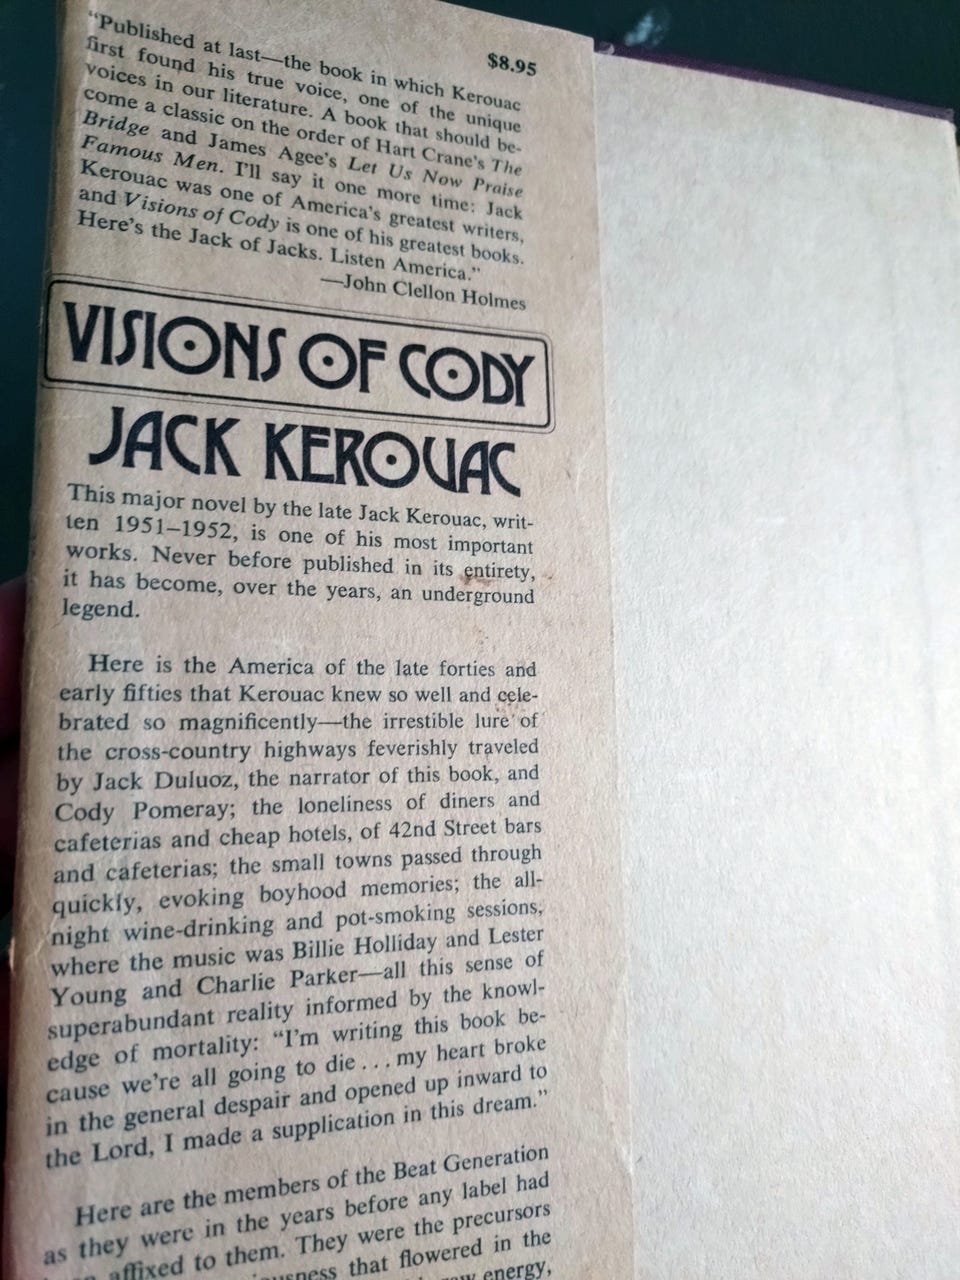 $8.95
"Published at last—the book in which Kerouac
first found his true voice, one of the unique
voices in our literature. A book that should be-
come a classic on the order of Hart Crane's The
Bridge and James Agee's Let Us Now Praise
Famous Men. I'll say it one more time: Jack
Kerouac was one of America's greatest writers,
and Visions of Cody is one of his greatest books.
Here's the Jack of Jacks. Listen America."
—John Clellon Holmes
VISIONS OF CODY
JACK KEROUAC
This major novel by the late Jack Kerouac, writ-
ten 1951–1952, is one of his most important
works. Never before published in its entirety,
it has become, over the years, an underground
legend.
Here is the America of the late forties and
early fifties that Kerouac knew so well and cele-
brated so magnificently—the irrestible lure of
the cross-country highways feverishly traveled
by Jack Duluoz, the narrator of this book, and
Cody Pomeray; the loneliness of diners and
cafeterias and cheap hotels, of 42nd Street bars
and cafeterias; the small towns passed through
quickly, evoking boyhood memories; the all-
night wine-drinking and pot-smoking sessions,
where the music was Billie Holliday and Lester
Young and Charlie Parker—all this sense of
superabundant reality informed by the knowl-
edge of mortality: "I'm writing this book be-
cause we're all going to die . . . my heart broke
in the general despair and opened up inward to
the Lord, I made a supplication in this dream."
Here are the members of the Beat Generation
as they were in the years before any label had
affixed to them. They were the precursors
that flowered in the
energy,